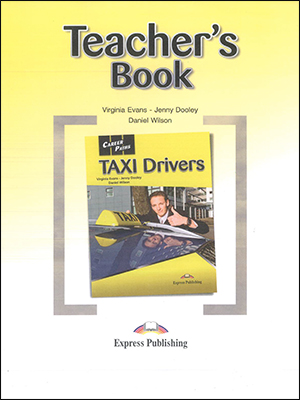 Teacher's
Book
Virginia Evans - Jenny Dooley
Daniel Wilson
CAREER
PATHS
TAXI Drivers
Virginia Evans - Jenny Dooley
Daniel Wilson
TAXI
Express Publishing
Express Publishing